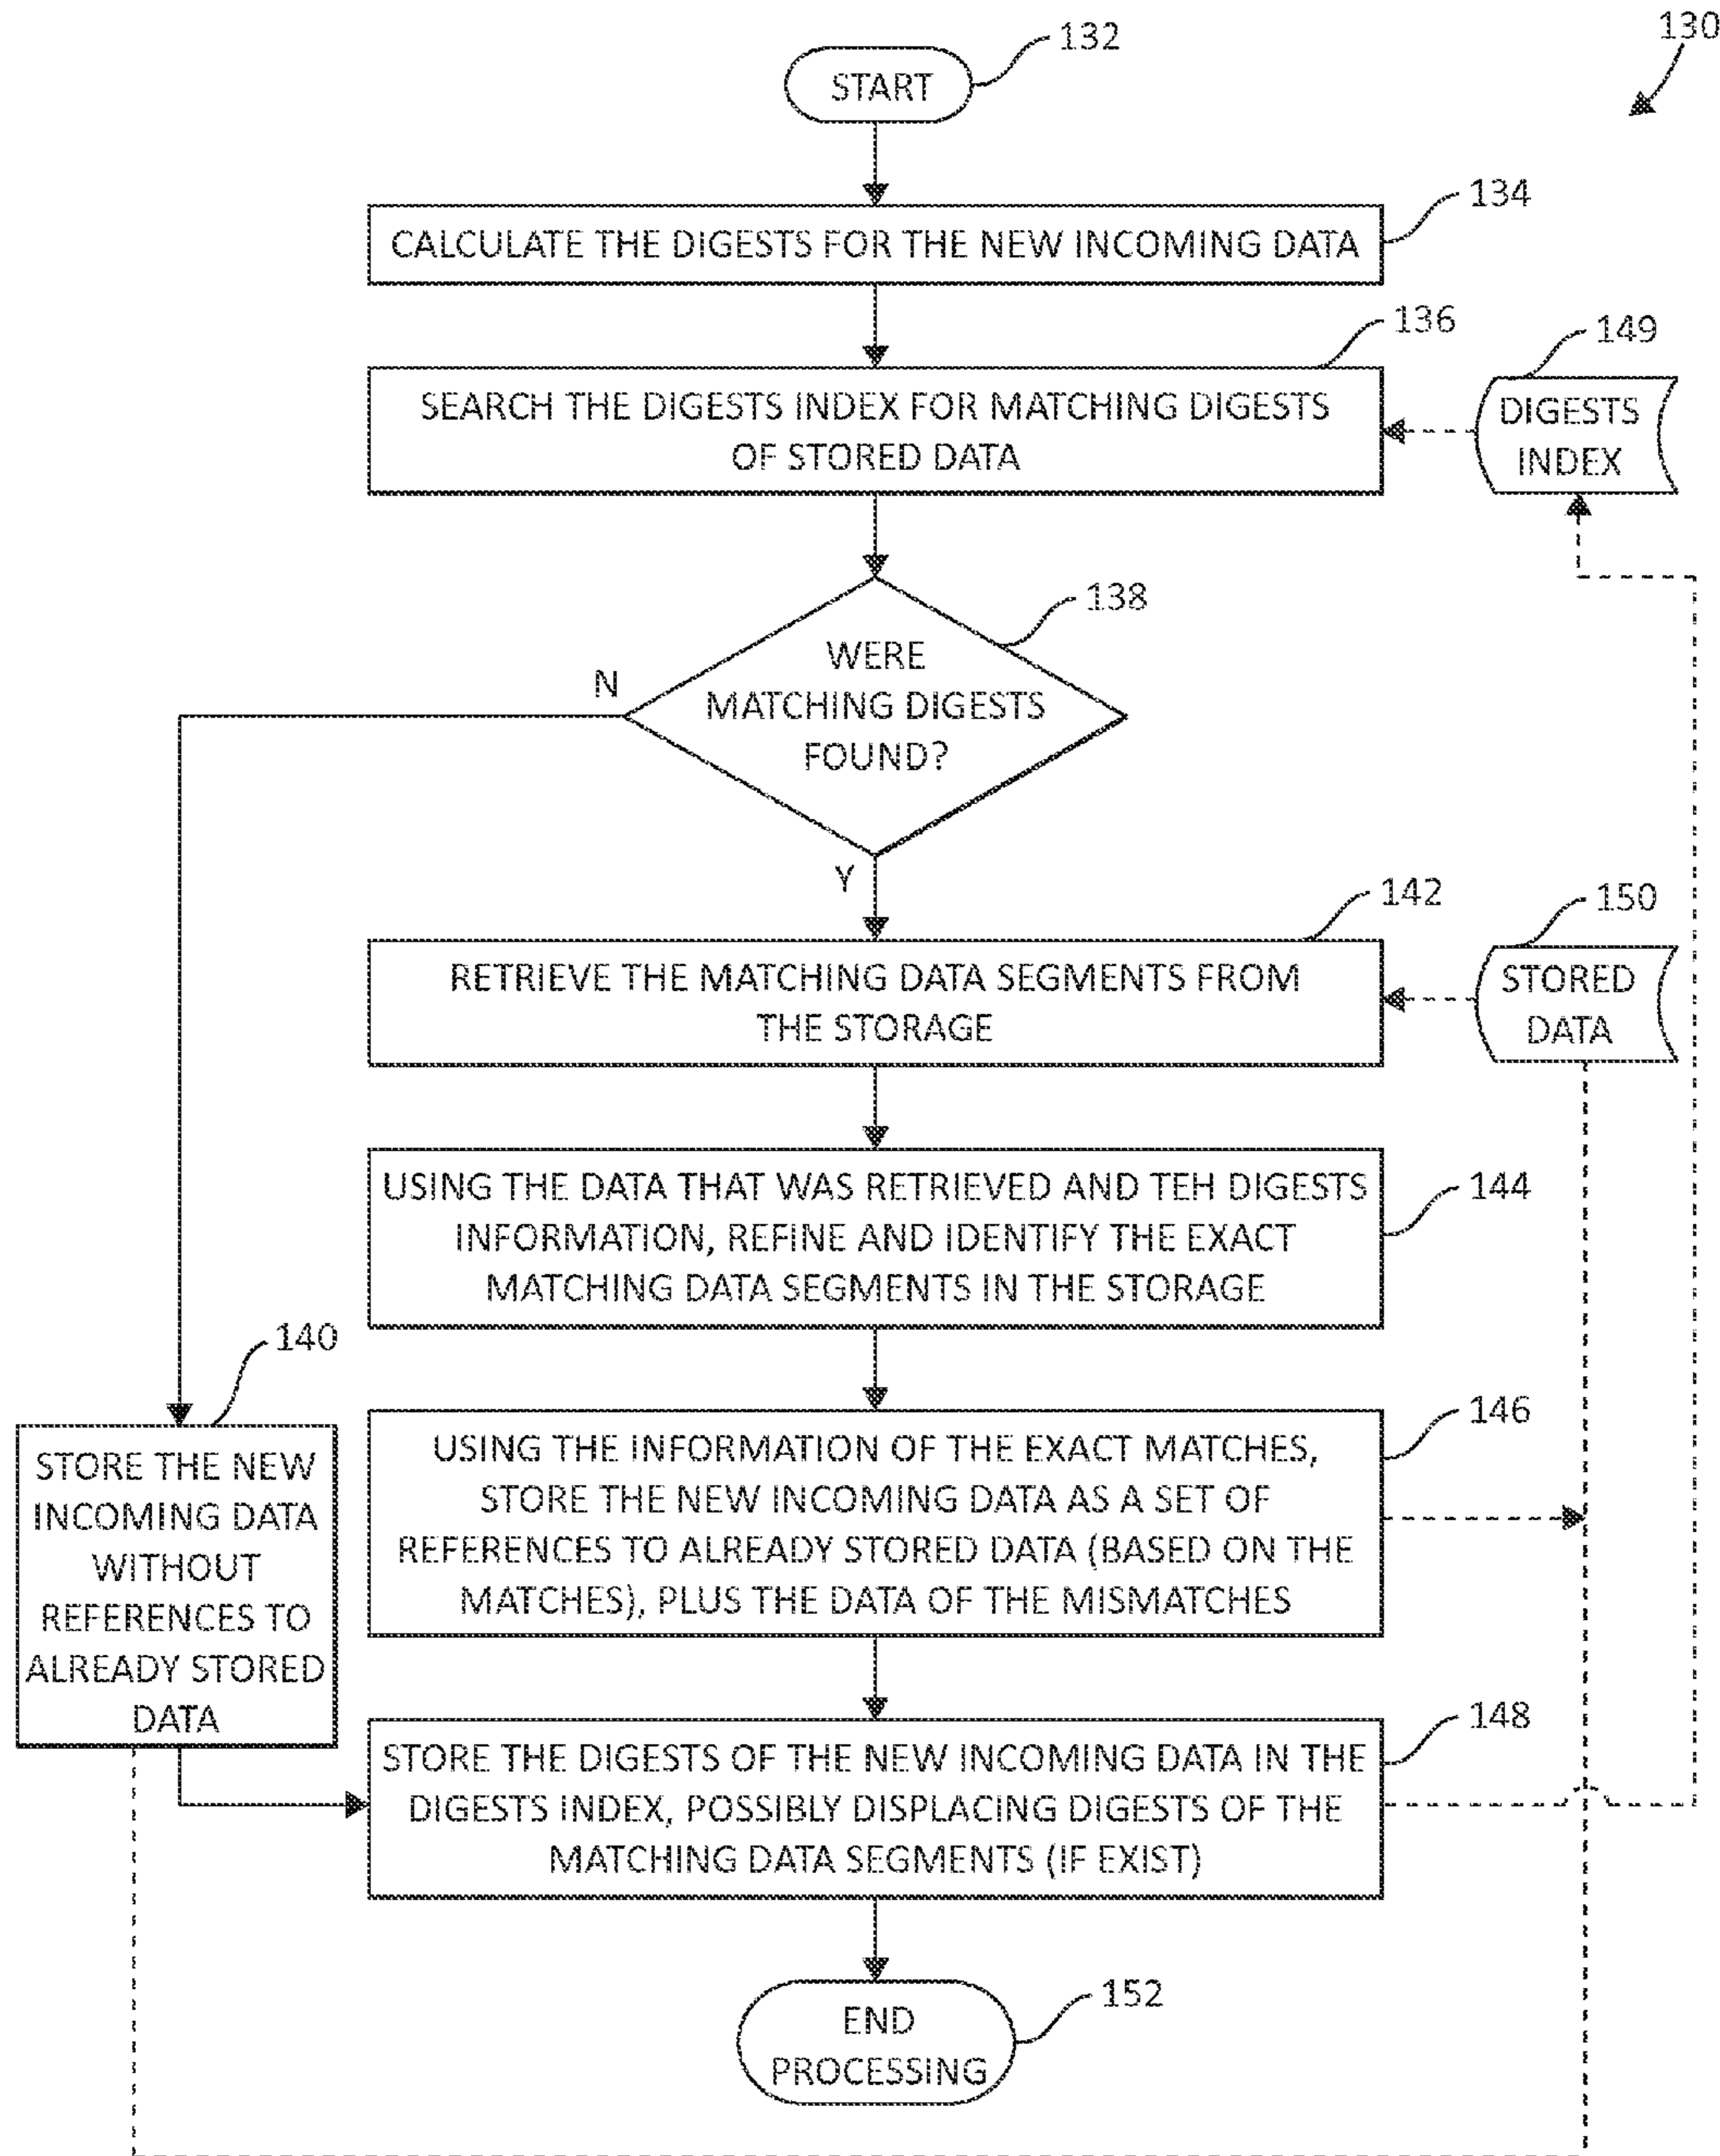 130
132
START
134
CALCULATE THE DIGESTS FOR THE NEW INCOMING DATA
136
149
SEARCH THE DIGESTS INDEX FOR MATCHING DIGESTS
OF STORED DATA
DIGESTS
INDEX
138
WERE
MATCHING DIGESTS
FOUND?
N
Y
142
150
RETRIEVE THE MATCHING DATA SEGMENTS FROM
THE STORAGE
STORED
DATA
144
USING THE DATA THAT WAS RETRIEVED AND TEH DIGESTS
INFORMATION, REFINE AND IDENTIFY THE EXACT
MATCHING DATA SEGMENTS IN THE STORAGE
140
STORE THE NEW
INCOMING DATA
WITHOUT
REFERENCES TO
ALREADY STORED
DATA
146
USING THE INFORMATION OF THE EXACT MATCHES,
STORE THE NEW INCOMING DATA AS A SET OF
REFERENCES TO ALREADY STORED DATA (BASED ON THE
MATCHES), PLUS THE DATA OF THE MISMATCHES
148
STORE THE DIGESTS OF THE NEW INCOMING DATA IN THE
DIGESTS INDEX, POSSIBLY DISPLACING DIGESTS OF THE
MATCHING DATA SEGMENTS (IF EXIST)
152
END
PROCESSING